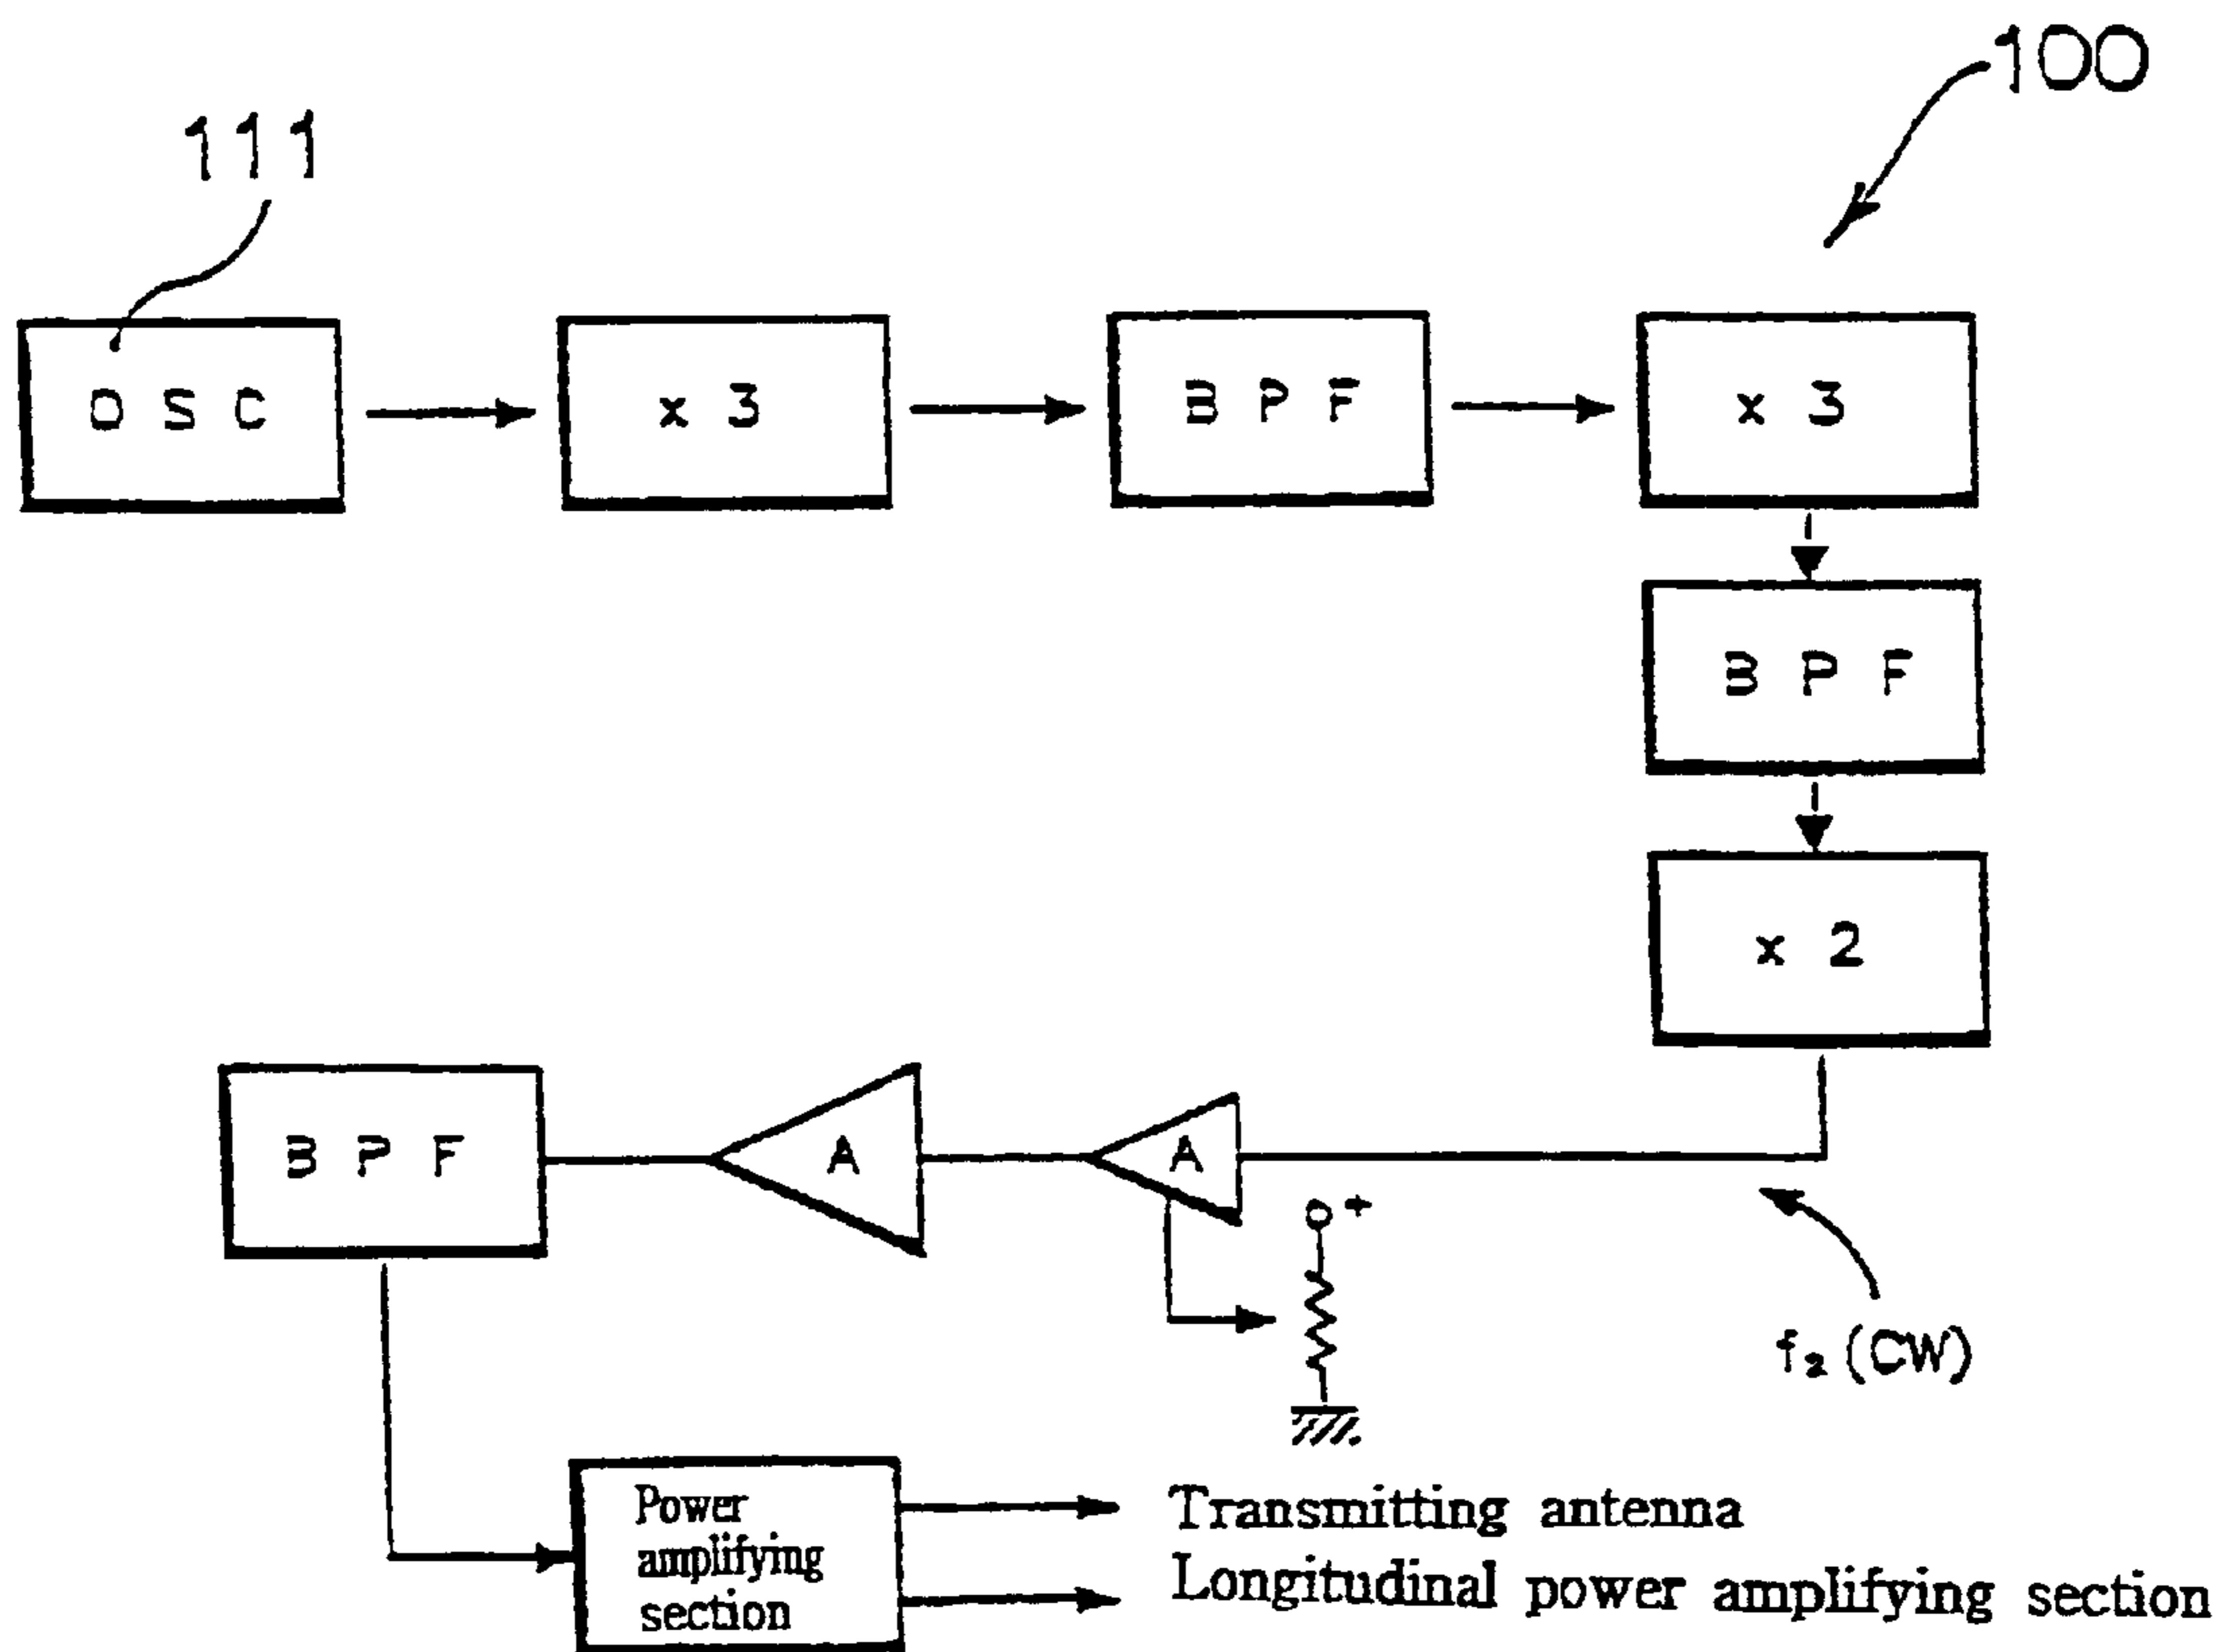 100
111
OSC
x 3
BPF
x 3
BPF
x 2
BPF
A
A
+
f₂ (CW)
Power
amplifying
section
Transmitting antenna
Longitudinal power amplifying section